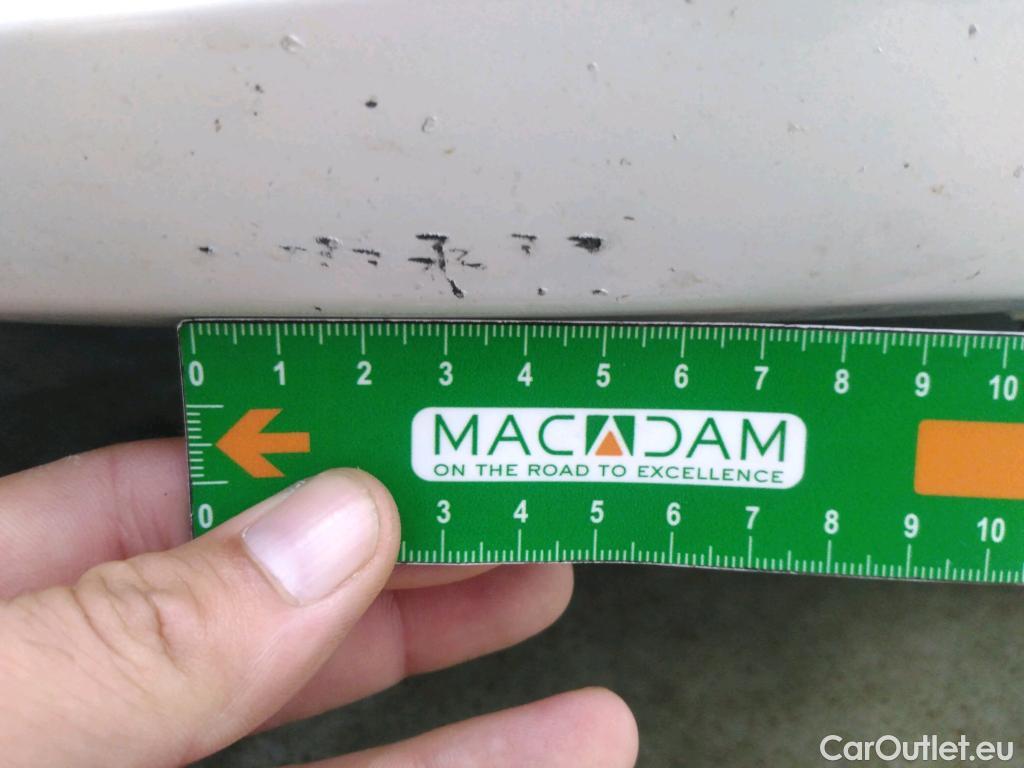 0 1 2 3 4 5 6 7 8 9 10
MACADAM
ON THE ROAD TO EXCELLENCE
0 3 4 5 6 7 8 9 10
CarOutlet.eu